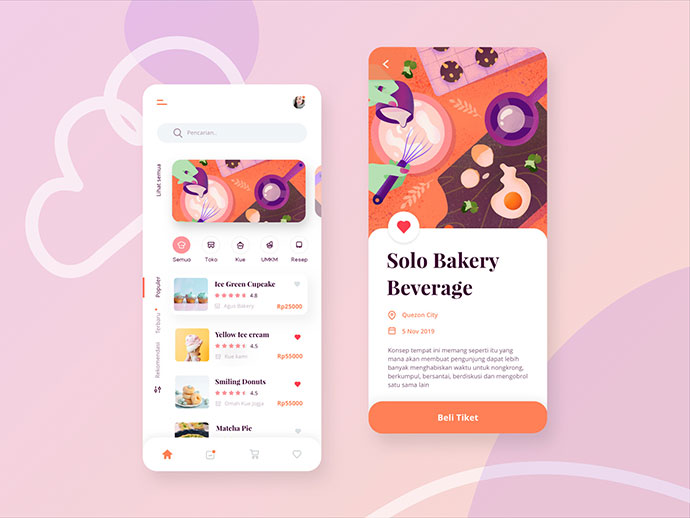 Pencarian..
Lihat semua
Semua
Toko
Kue
UMKM
Resep
Populer
Terbaru
Rekomendasi
Ice Green Cupcake
4.8
Agus Bakery
Rp25000
Yellow Ice cream
4.5
Kue kami
Rp55000
Smiling Donuts
4.5
Simah Kue Jogja
Rp55000
Matcha Pie
Solo Bakery
Beverage
Quezon City
5 Nov 2019
Konsep tempat ini memang seperti itu yang
mana akan membuat pengunjung dapat lebih
banyak menghabiskan waktu untuk nongkrong,
berkumpul, bersantai, berdiskusi dan mengobrol
satu sama lain
Beli Tiket